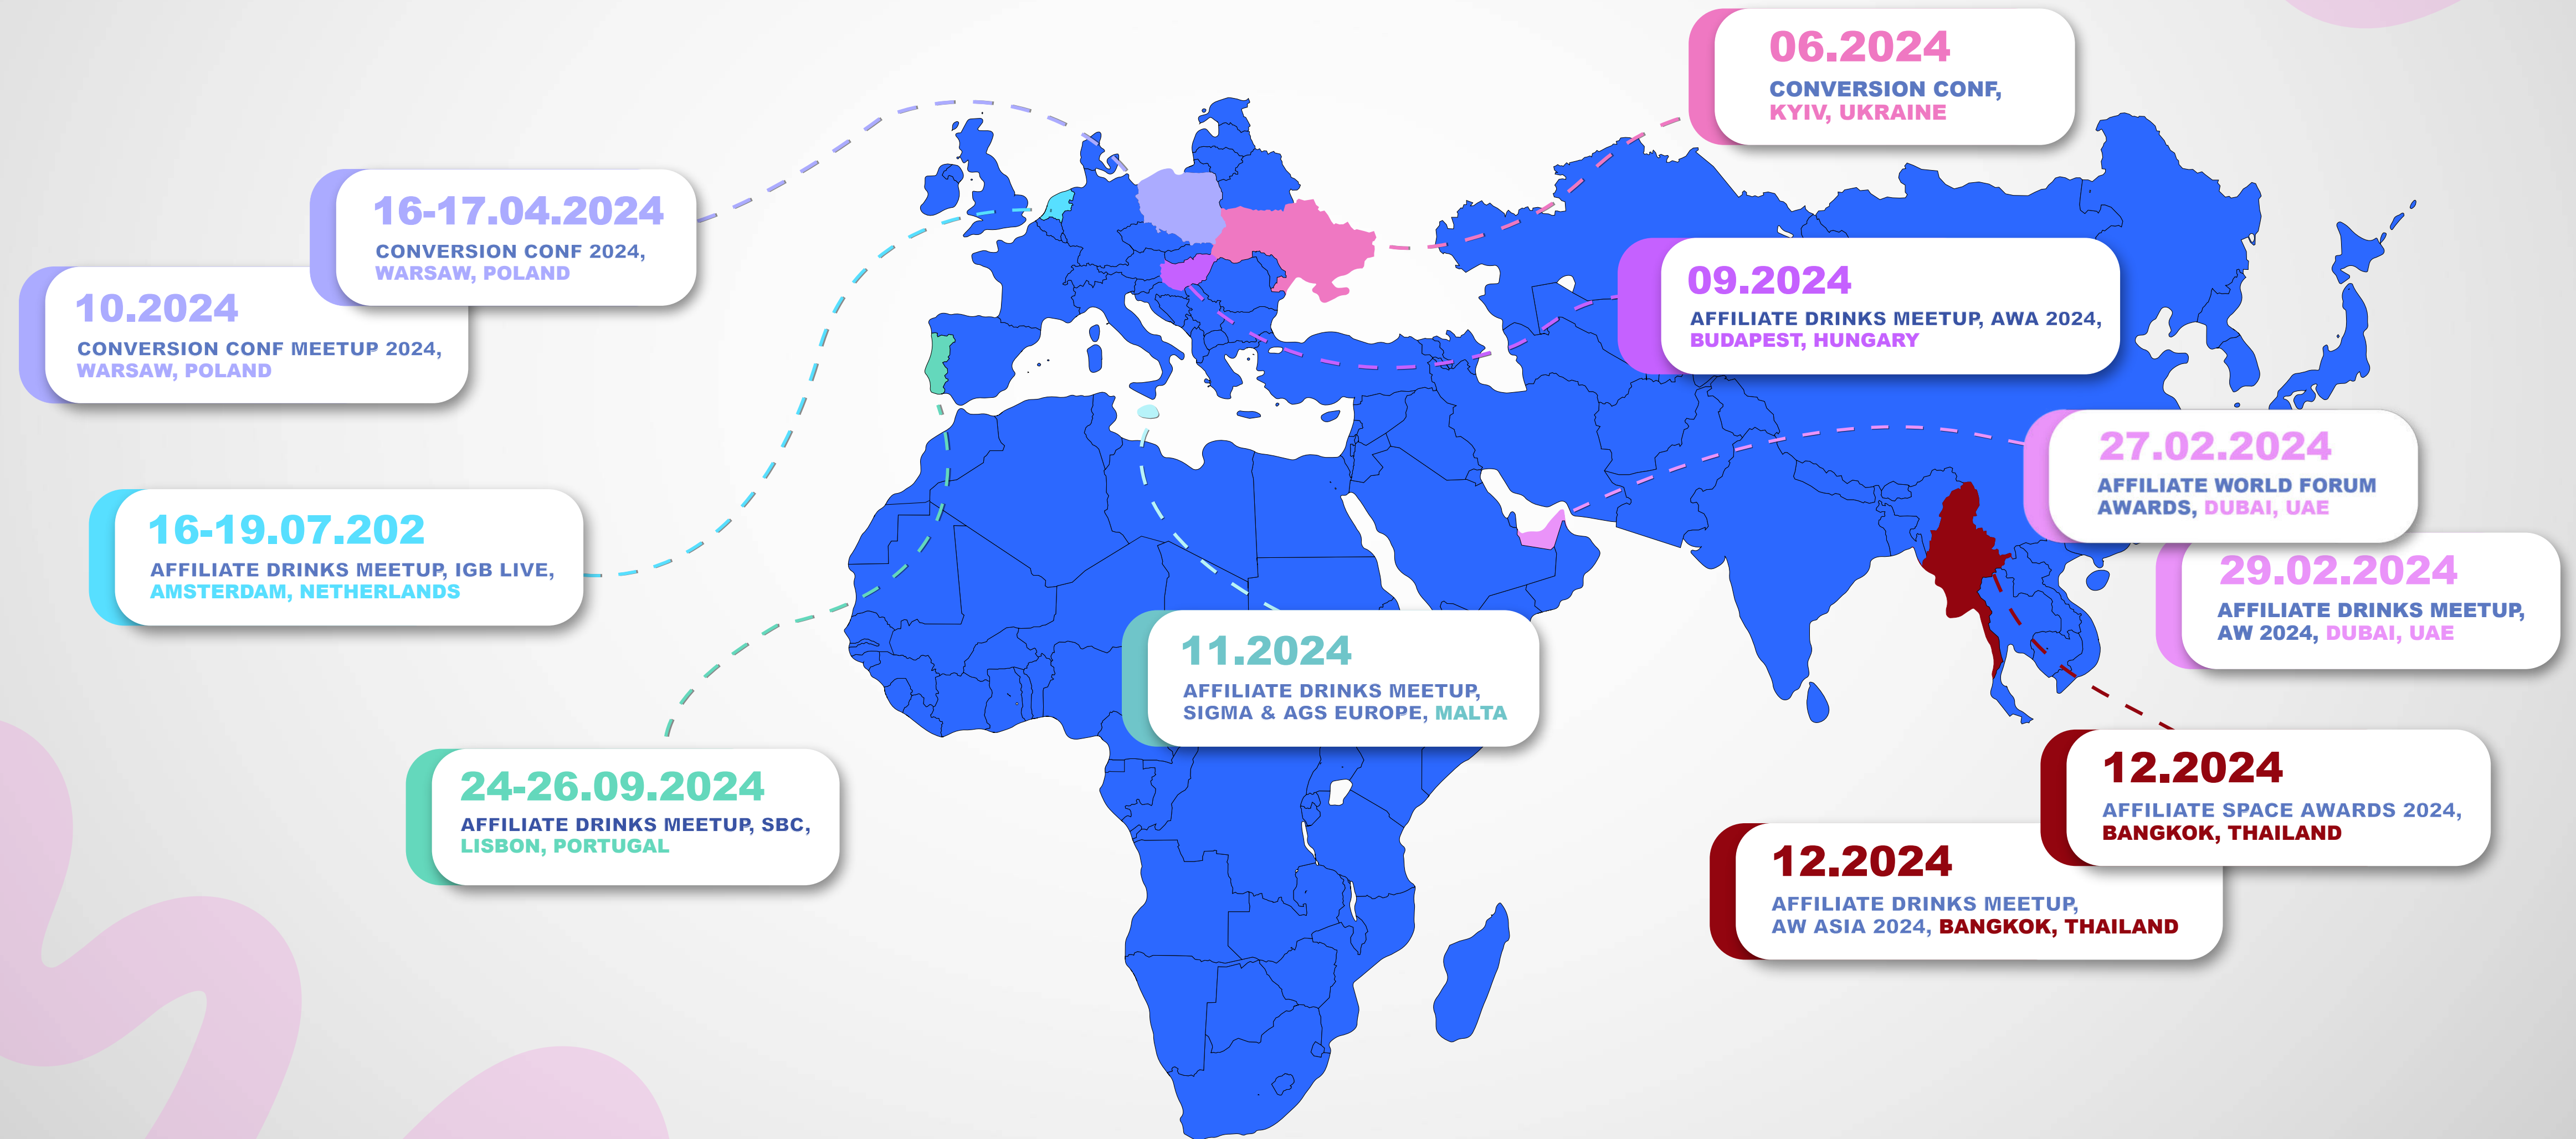 06.2024
CONVERSION CONF,
KYIV, UKRAINE
16-17.04.2024
CONVERSION CONF 2024,
WARSAW, POLAND
10.2024
CONVERSION CONF MEETUP 2024,
WARSAW, POLAND
09.2024
AFFILIATE DRINKS MEETUP, AWA 2024,
BUDAPEST, HUNGARY
27.02.2024
AFFILIATE WORLD FORUM
AWARDS, DUBAI, UAE
16-19.07.202
AFFILIATE DRINKS MEETUP, IGB LIVE,
AMSTERDAM, NETHERLANDS
29.02.2024
AFFILIATE DRINKS MEETUP,
AW 2024, DUBAI, UAE
11.2024
AFFILIATE DRINKS MEETUP,
SIGMA & AGS EUROPE, MALTA
24-26.09.2024
AFFILIATE DRINKS MEETUP, SBC,
LISBON, PORTUGAL
12.2024
AFFILIATE SPACE AWARDS 2024,
BANGKOK, THAILAND
12.2024
AFFILIATE DRINKS MEETUP,
AW ASIA 2024, BANGKOK, THAILAND